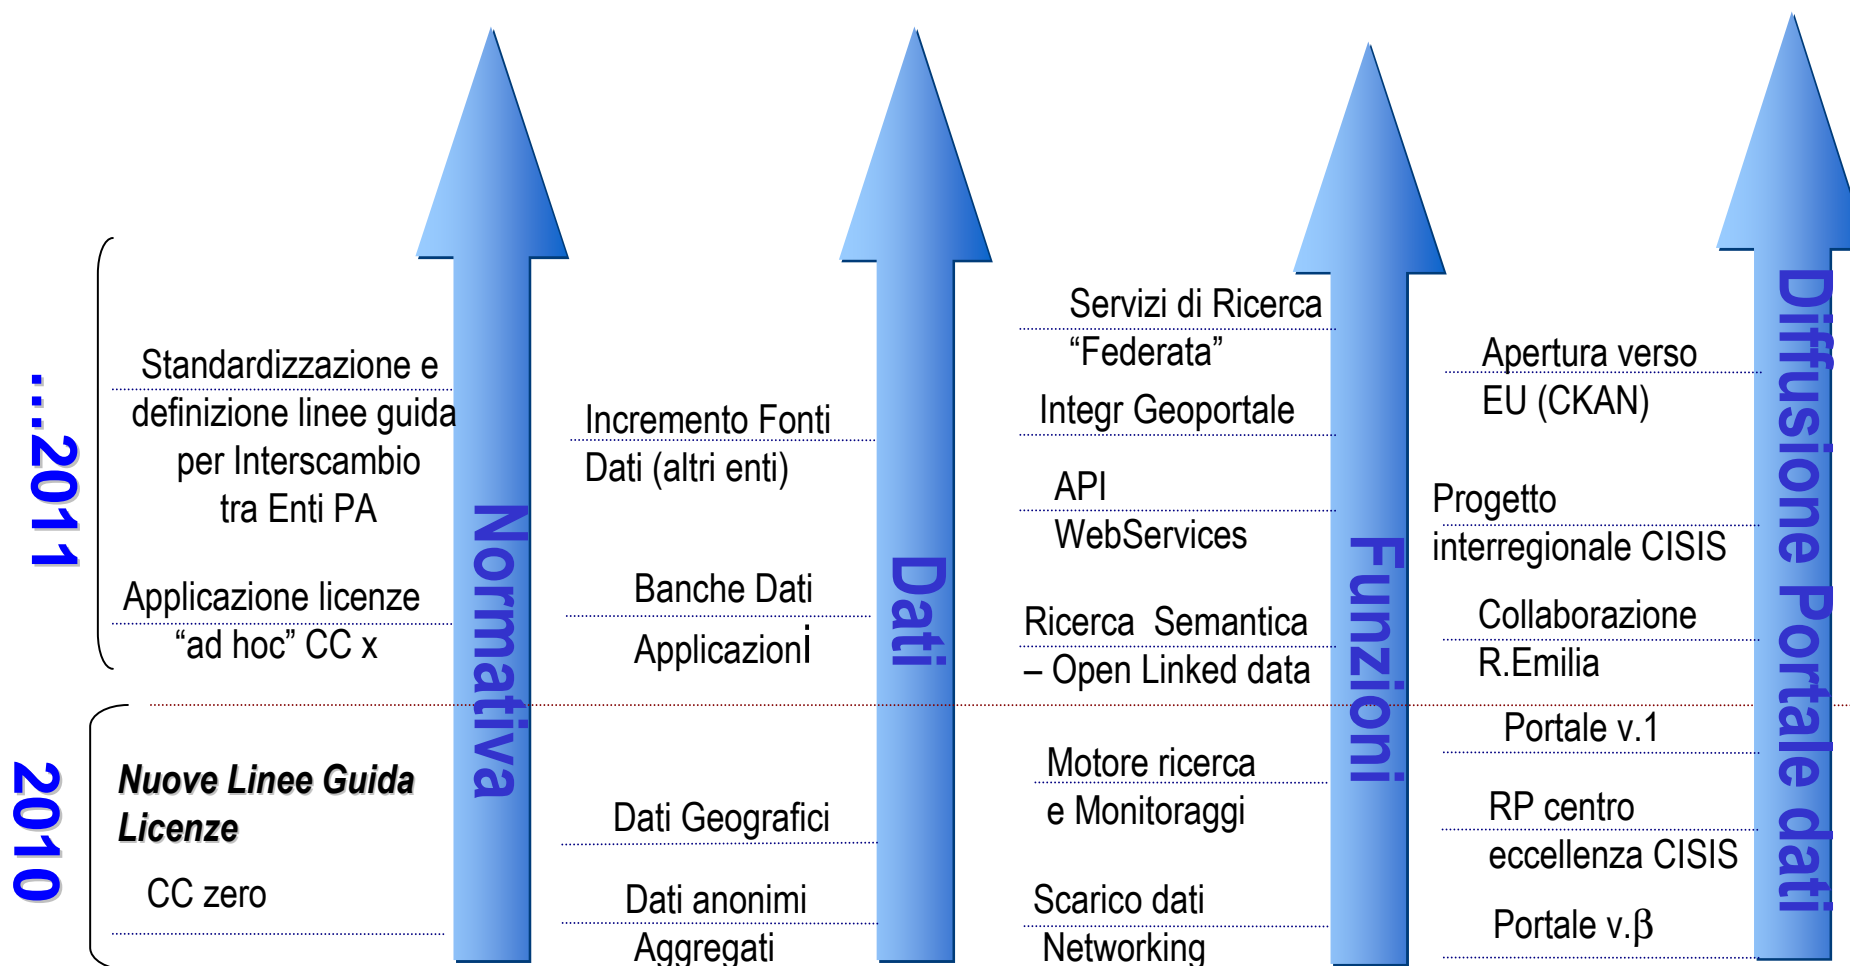 ....2011
Standardizzazione e
definizione linee guida
per Interscambio
tra Enti PA
Applicazione licenze
“ad hoc” CC x
2010
Nuove Linee Guida
Licenze
CC zero
Normativa
Incremento Fonti
Dati (altri enti)
Banche Dati
Applicazioni
Dati Geografici
Dati anonimi
Aggregati
Dati
Servizi di Ricerca
“Federata”
Integr Geoportale
API
WebServices
Ricerca Semantica
– Open Linked data
Motore ricerca
e Monitoraggi
Scarico dati
Networking
Funzioni
Apertura verso
EU (CKAN)
Progetto
interregionale CISIS
Collaborazione
R.Emilia
Portale v.1
RP centro
eccellenza CISIS
Portale v.β
Diffusione Portale dati